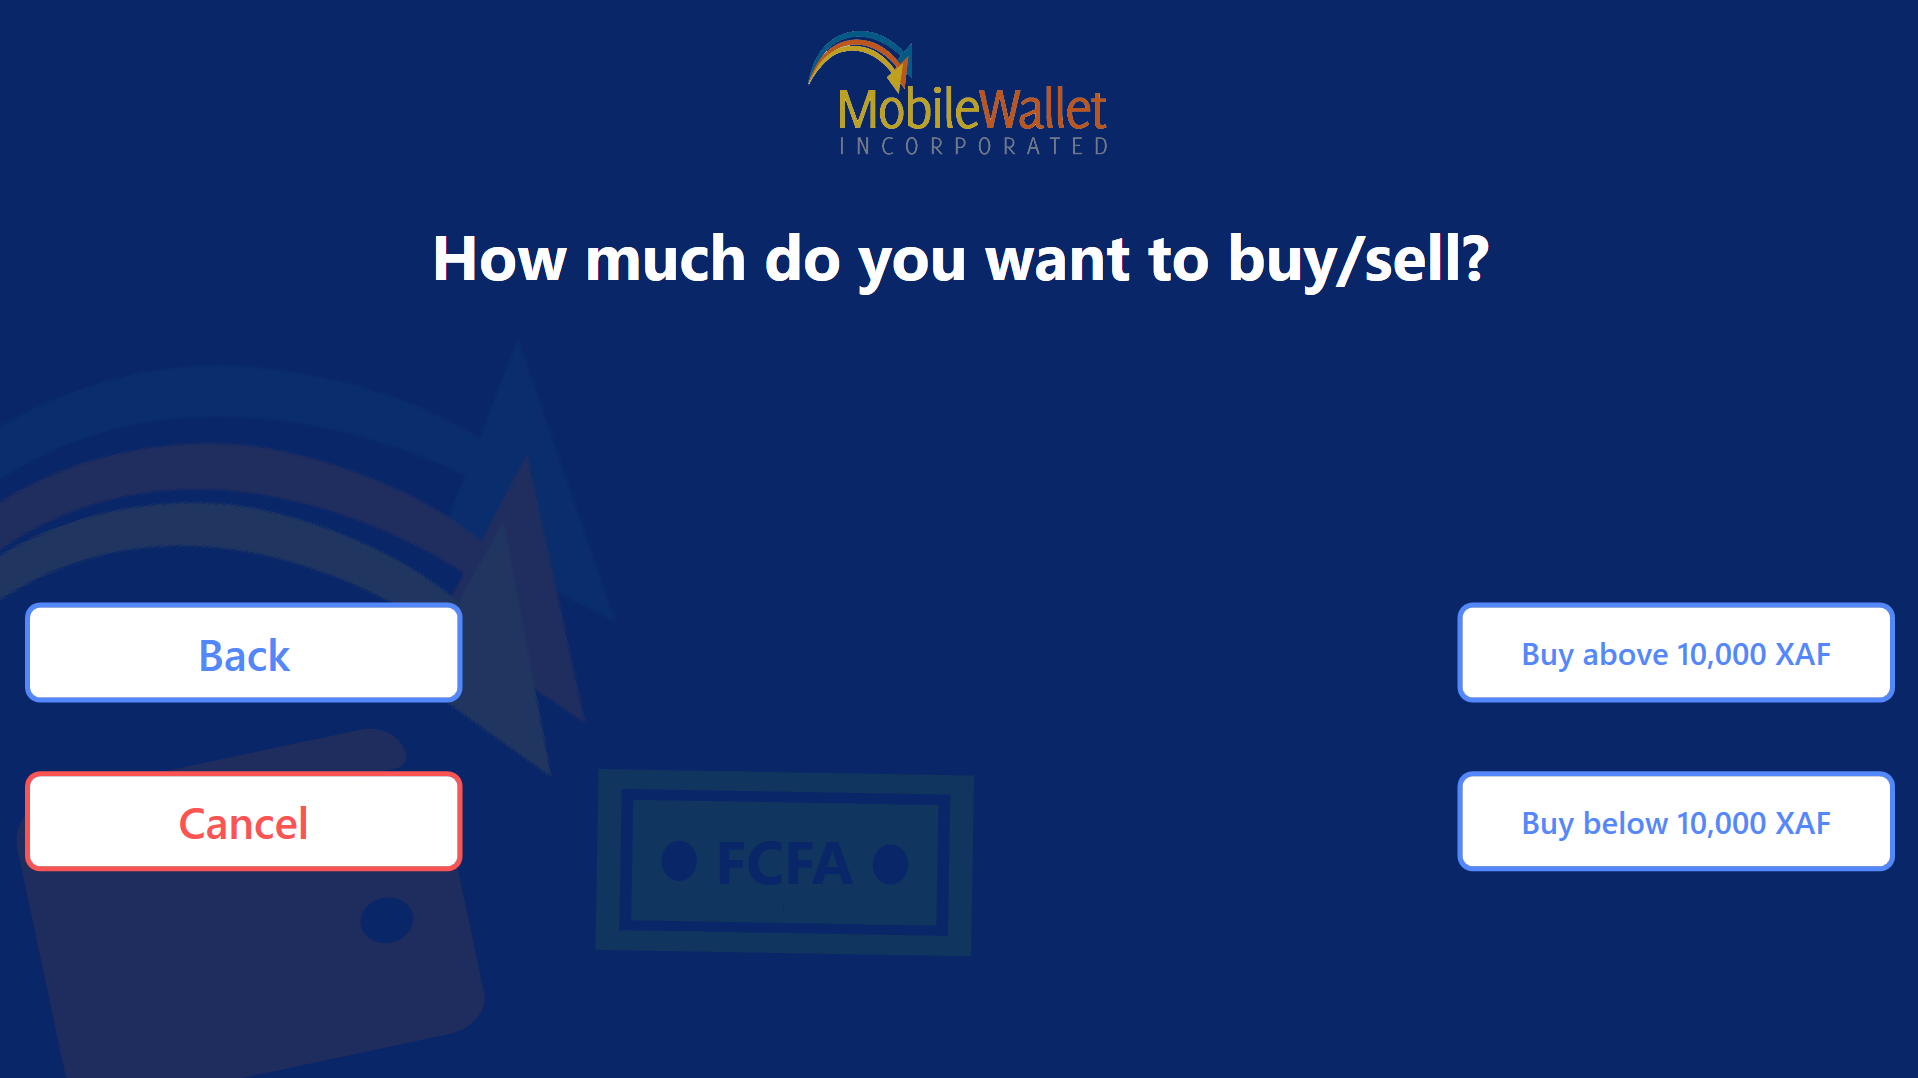 MobileWallet
INCORPORATED
How much do you want to buy/sell?
Back
Buy above 10,000 XAF
Cancel
Buy below 10,000 XAF
FCFA